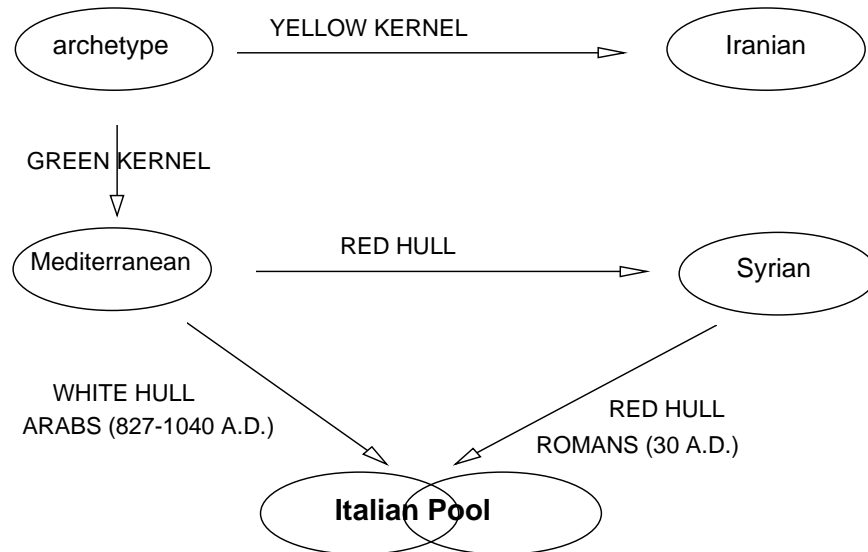 YELLOW KERNEL
archetype
Iranian
GREEN KERNEL
Mediterranean
RED HULL
Syrian
WHITE HULL
ARABS (827-1040 A.D.)
RED HULL
ROMANS (30 A.D.)
Italian Pool